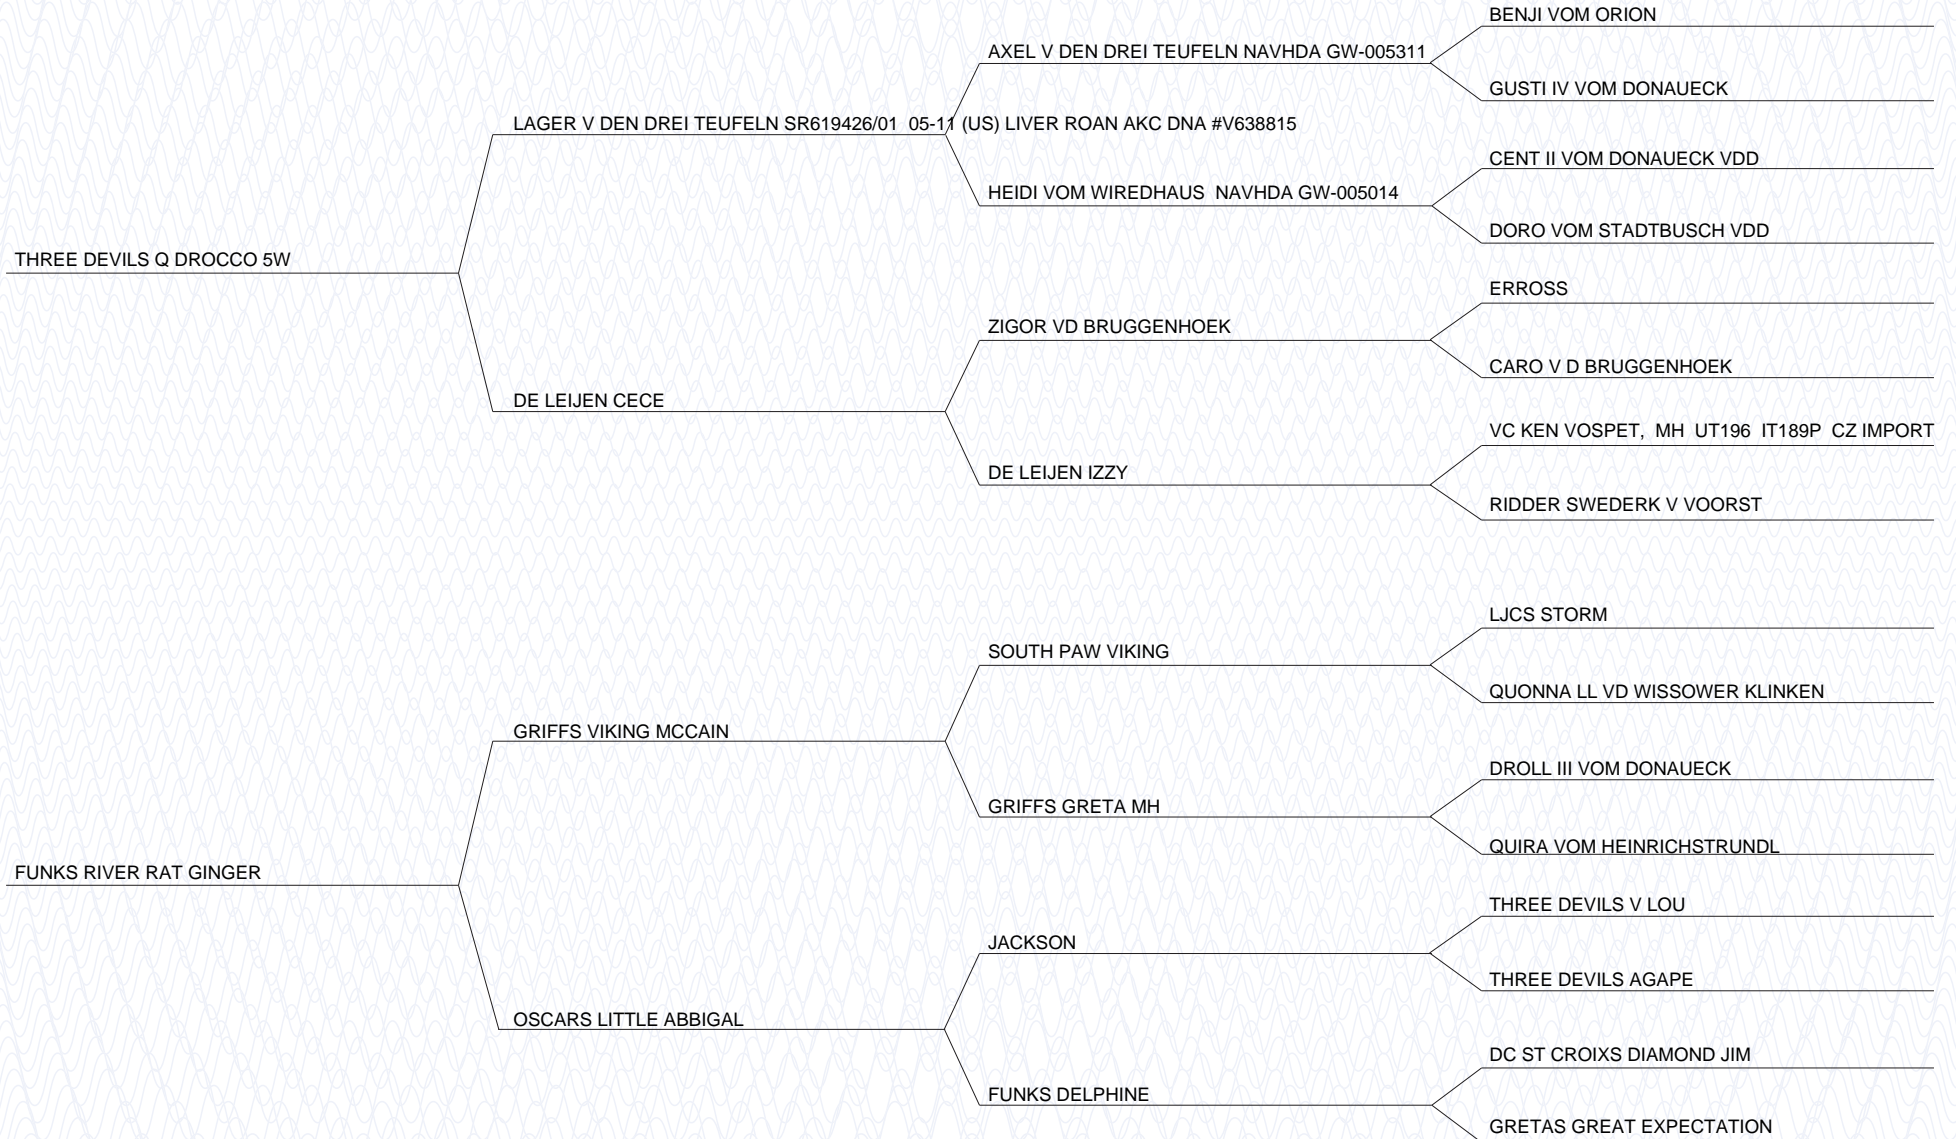 BENJI VOM ORION
AXEL V DEN DREI TEUFELN NAVHDA GW-005311
GUSTI IV VOM DONAUECK
LAGER V DEN DREI TEUFELN SR619426/01  05-11 (US) LIVER ROAN AKC DNA #V638815
CENT II VOM DONAUECK VDD
HEIDI VOM WIREDHAUS  NAVHDA GW-005014
DORO VOM STADTBUSCH VDD
THREE DEVILS Q DROCCO 5W
ERROSS
ZIGOR VD BRUGGENHOEK
CARO V D BRUGGENHOEK
DE LEIJEN CECE
VC KEN VOSPET,  MH  UT196  IT189P  CZ IMPORT
DE LEIJEN IZZY
RIDDER SWEDERK V VOORST
LJCS STORM
SOUTH PAW VIKING
QUONNA LL VD WISSOWER KLINKEN
GRIFFS VIKING MCCAIN
DROLL III VOM DONAUECK
GRIFFS GRETA MH
QUIRA VOM HEINRICHSTRUNDL
FUNKS RIVER RAT GINGER
THREE DEVILS V LOU
JACKSON
THREE DEVILS AGAPE
OSCARS LITTLE ABBIGAL
DC ST CROIXS DIAMOND JIM
FUNKS DELPHINE
GRETAS GREAT EXPECTATION